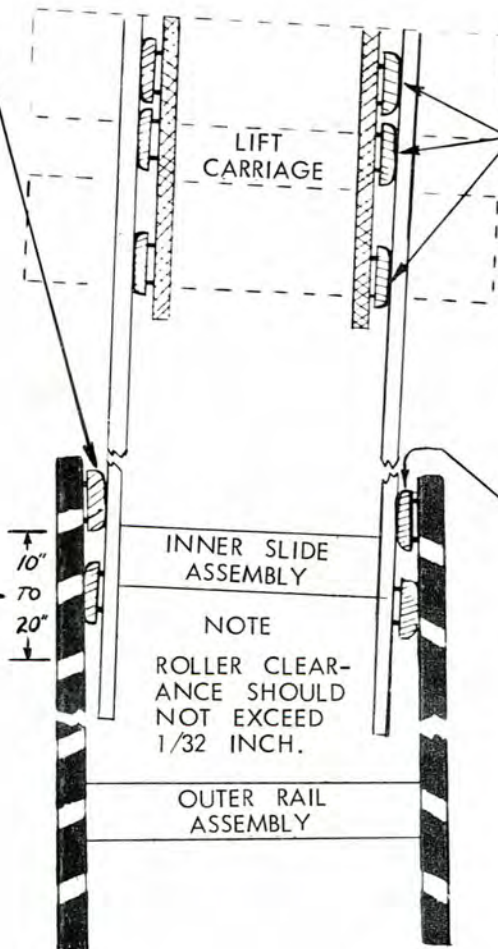 LIFT
CARRIAGE
10"
TO
20"
INNER SLIDE
ASSEMBLY
NOTE
ROLLER CLEAR-
ANCE SHOULD
NOT EXCEED
1/32 INCH.
OUTER RAIL
ASSEMBLY